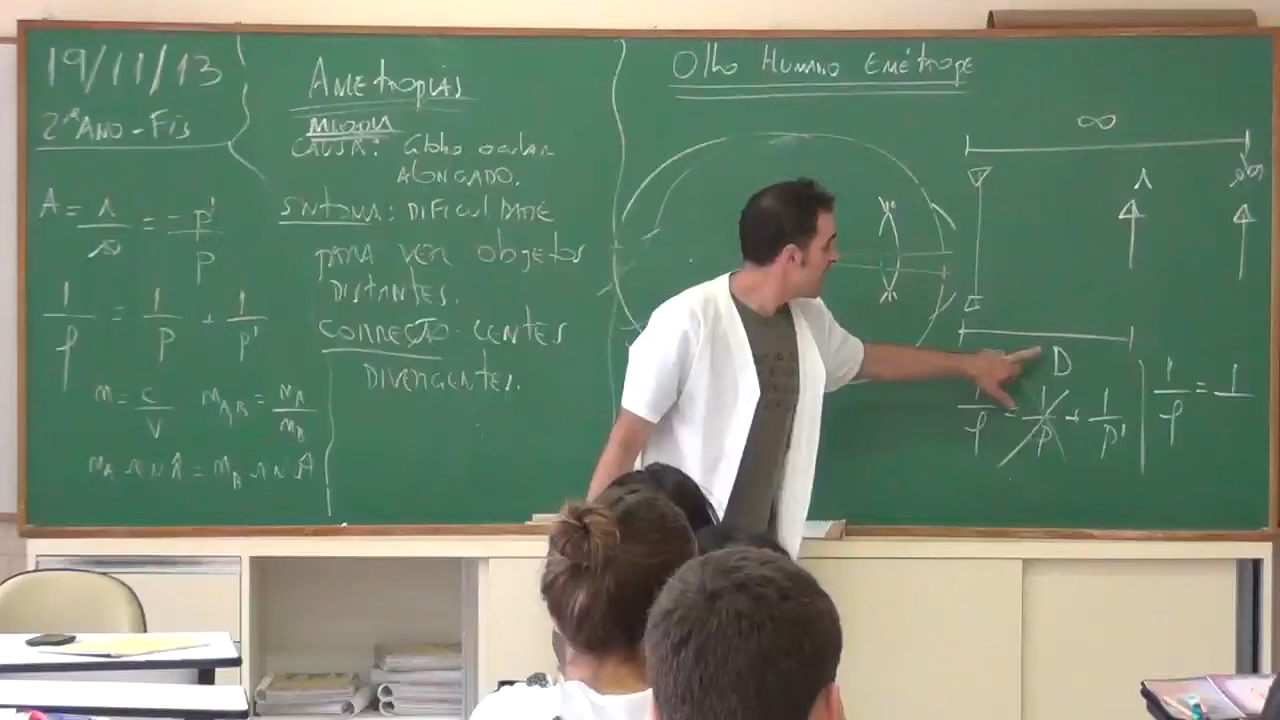 19/11/13
2º Ano - Fis
A = i/o = -p'/p
1/f = 1/p + 1/p'
n = c/v   nAB = nA/nB
nA sen Â = nB sen
Ametropias
Miopia
Causa: Globo ocular
alongado.
Sintoma: Dificuldade
para ver objetos
distantes.
Correção: Lentes
divergentes.
Olho Humano Emétrope
∞
obj
i
D
1/f = 1/p + 1/p' | 1/f = 1